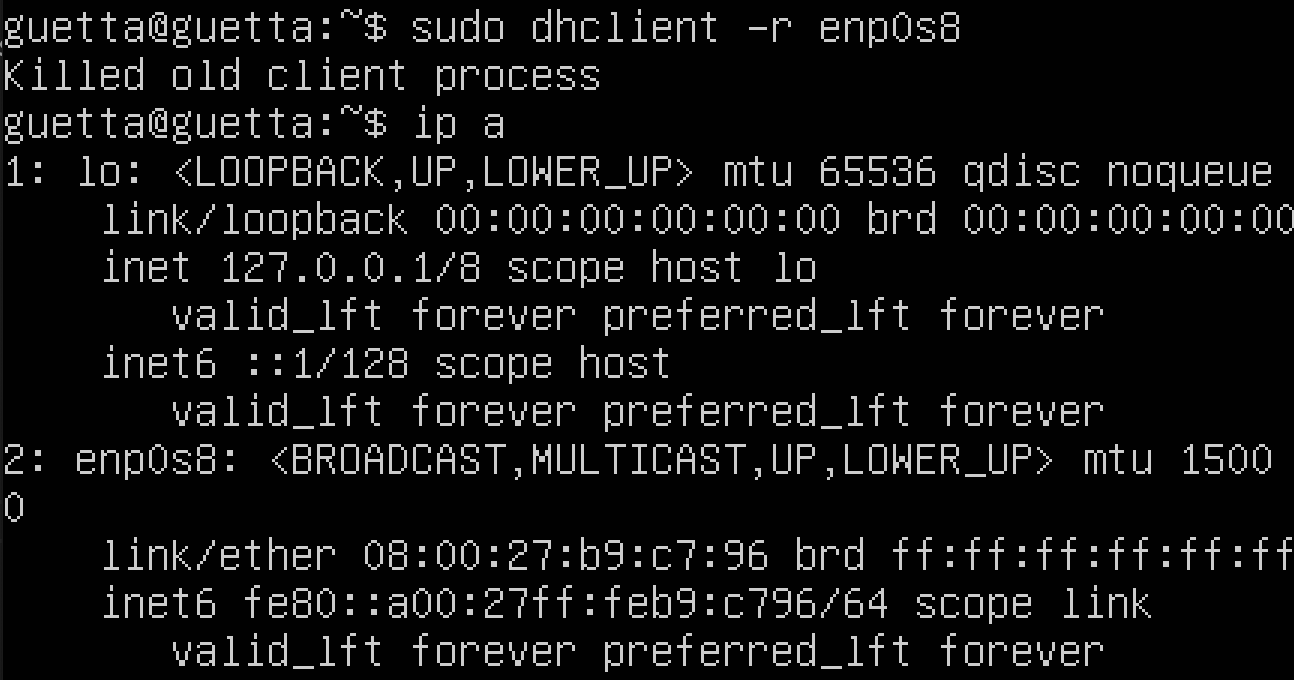 guetta@guetta:~$ sudo dhclient -r enp0s8
Killed old client process
guetta@guetta:~$ ip a
1: lo: <LOOPBACK,UP,LOWER_UP> mtu 65536 qdisc noqueue
    link/loopback 00:00:00:00:00:00 brd 00:00:00:00:00
    inet 127.0.0.1/8 scope host lo
       valid_lft forever preferred_lft forever
    inet6 ::1/128 scope host
       valid_lft forever preferred_lft forever
2: enp0s8: <BROADCAST,MULTICAST,UP,LOWER_UP> mtu 1500
0
    link/ether 08:00:27:b9:c7:96 brd ff:ff:ff:ff:ff:ff
    inet6 fe80::a00:27ff:feb9:c796/64 scope link
       valid_lft forever preferred_lft forever